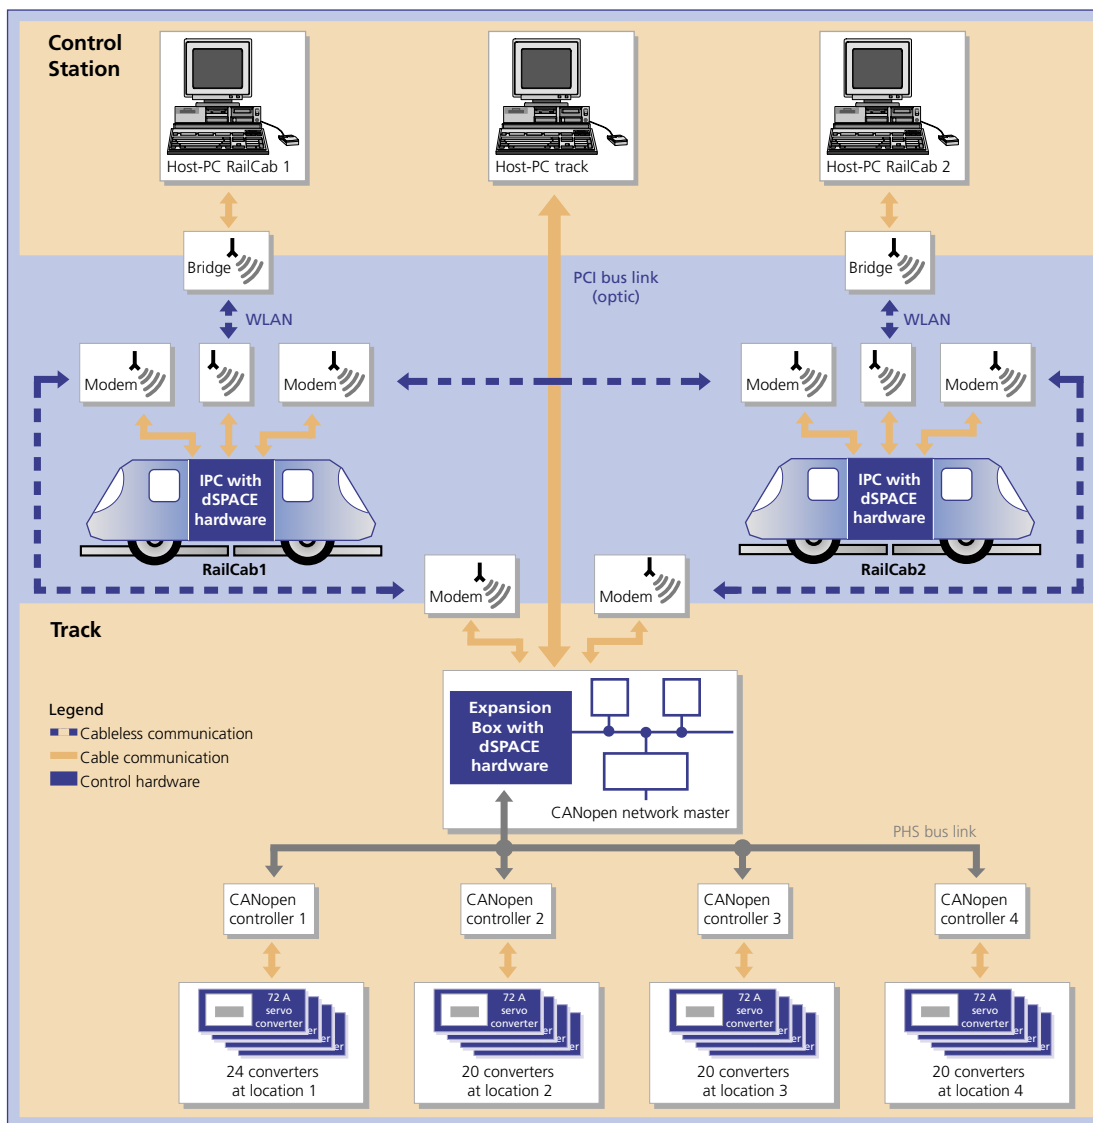 Control
Station
Host-PC RailCab 1
Host-PC track
Host-PC RailCab 2
Bridge
Bridge
PCI bus link
(optic)
WLAN
WLAN
Modem
Modem
Modem
Modem
IPC with
dSPACE
hardware
IPC with
dSPACE
hardware
RailCab1
RailCab2
Modem
Modem
Track
Legend
Cableless communication
Cable communication
Control hardware
Expansion
Box with
dSPACE
hardware
CANopen network master
PHS bus link
CANopen
controller 1
CANopen
controller 2
CANopen
controller 3
CANopen
controller 4
72 A
servo
converter
24 converters
at location 1
72 A
servo
converter
20 converters
at location 2
72 A
servo
converter
20 converters
at location 3
72 A
servo
converter
20 converters
at location 4